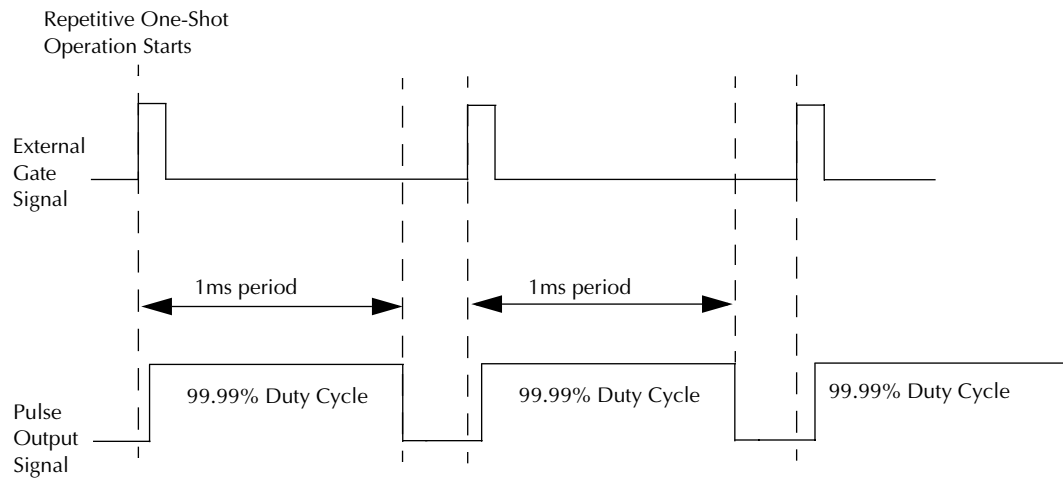 Repetitive One-Shot
Operation Starts
External
Gate
Signal
1ms period
1ms period
99.99% Duty Cycle
99.99% Duty Cycle
99.99% Duty Cycle
Pulse
Output
Signal